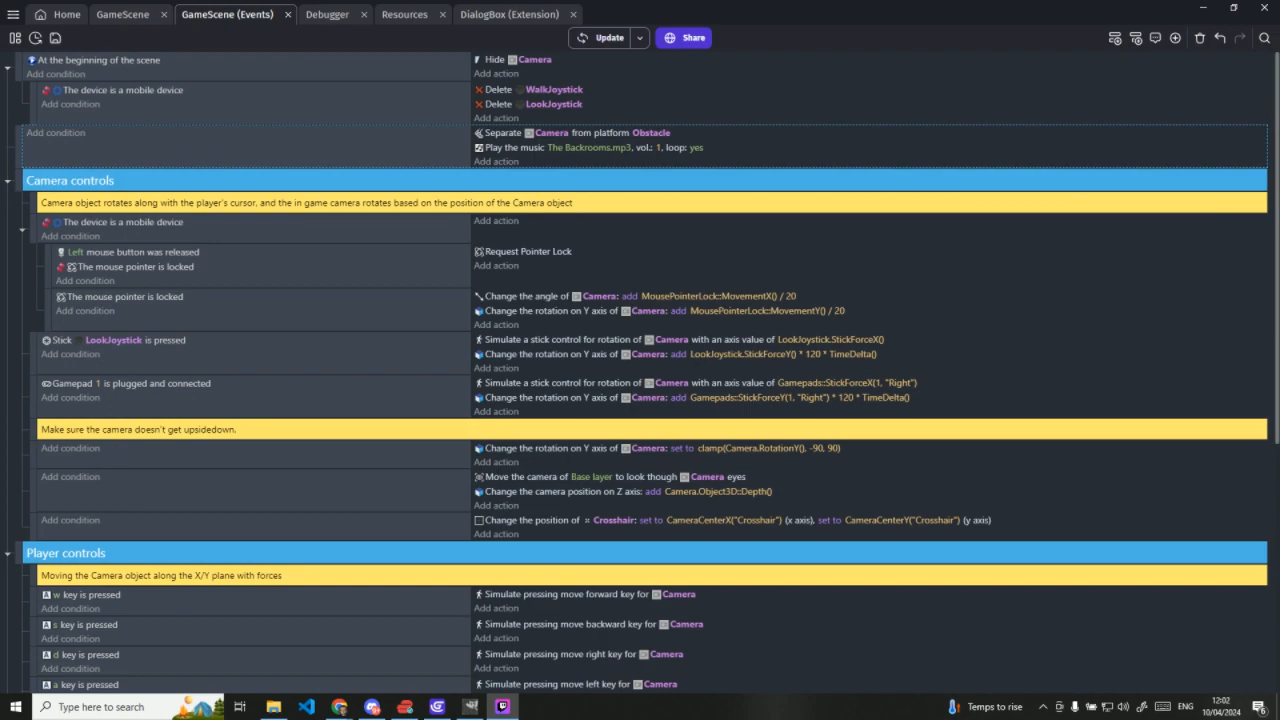 Home
GameScene
GameScene (Events)
Debugger
Resources
DialogBox (Extension)
Update
Share
At the beginning of the scene
Add condition
Hide Camera
Add action
The device is a mobile device
Add condition
Delete WalkJoystick
Delete LookJoystick
Add action
Add condition
Separate Camera from platform Obstacle
Play the music The Backrooms.mp3, vol.: 1, loop: yes
Add action
Camera controls
Camera object rotates along with the player's cursor, and the in game camera rotates based on the position of the Camera object
The device is a mobile device
Add condition
Add action
Left mouse button was released
The mouse pointer is locked
Add condition
Request Pointer Lock
Add action
The mouse pointer is locked
Add condition
Change the angle of Camera: add MousePointerLock::MovementX() / 20
Change the rotation on Y axis of Camera: add MousePointerLock::MovementY() / 20
Add action
Stick LookJoystick is pressed
Add condition
Simulate a stick control for rotation of Camera with an axis value of LookJoystick.StickForceX()
Change the rotation on Y axis of Camera: add LookJoystick.StickForceY() * 120 * TimeDelta()
Add action
Gamepad 1 is plugged and connected
Add condition
Simulate a stick control for rotation of Camera with an axis value of Gamepads::StickForceX(1, "Right")
Change the rotation on Y axis of Camera: add Gamepads::StickForceY(1, "Right") * 120 * TimeDelta()
Add action
Make sure the camera doesn't get upsidedown.
Add condition
Change the rotation on Y axis of Camera: set to clamp(Camera.RotationY(), -90, 90)
Add action
Add condition
Move the camera of Base layer to look though Camera eyes
Change the camera position on Z axis: add Camera.Object3D::Depth()
Add action
Add condition
Change the position of Crosshair: set to CameraCenterX("Crosshair") (x axis), set to CameraCenterY("Crosshair") (y axis)
Add action
Player controls
Moving the Camera object along the X/Y plane with forces
w key is pressed
Add condition
Simulate pressing move forward key for Camera
Add action
s key is pressed
Add condition
Simulate pressing move backward key for Camera
Add action
d key is pressed
Add condition
Simulate pressing move right key for Camera
Add action
a key is pressed
Simulate pressing move left key for Camera
Type here to search
Temps to rise
ENG
12:02
10/04/2024
6